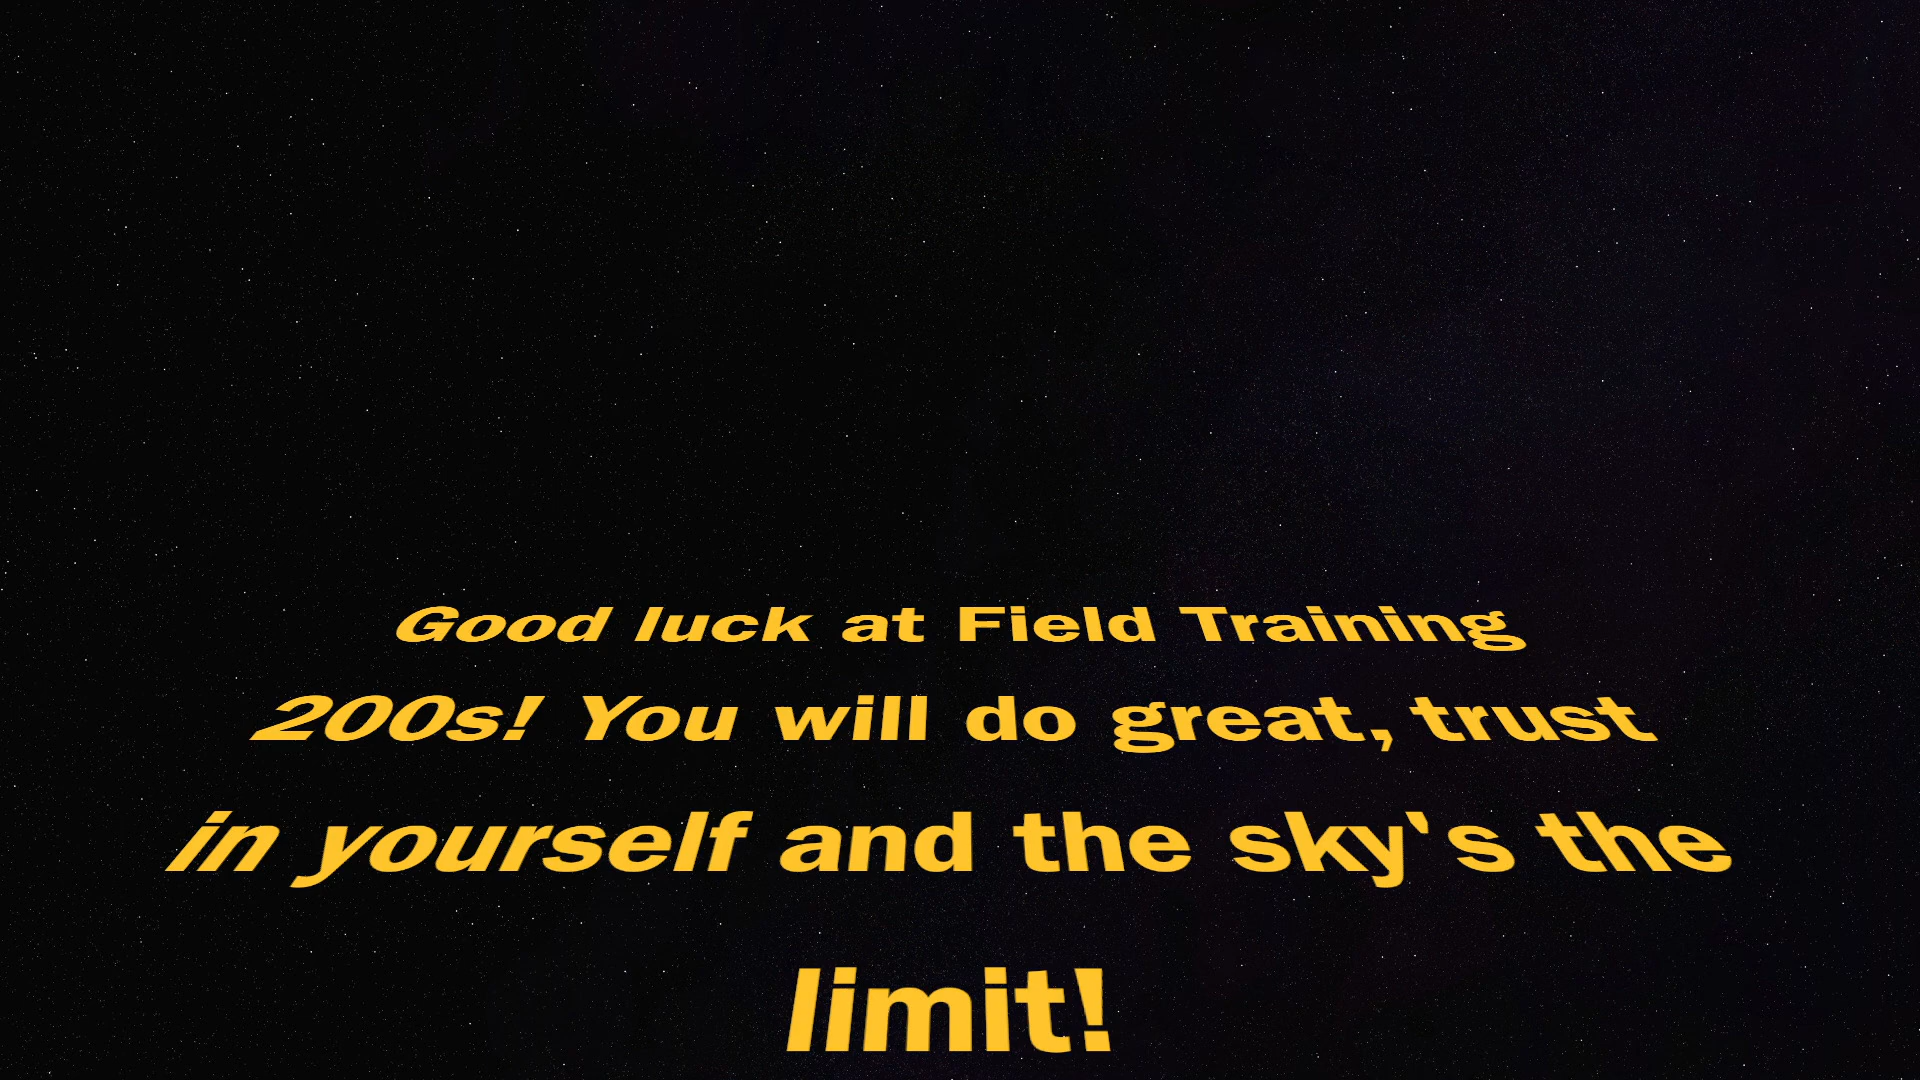 Good luck at Field Training
200s! You will do great, trust
in yourself and the sky's the
limit!